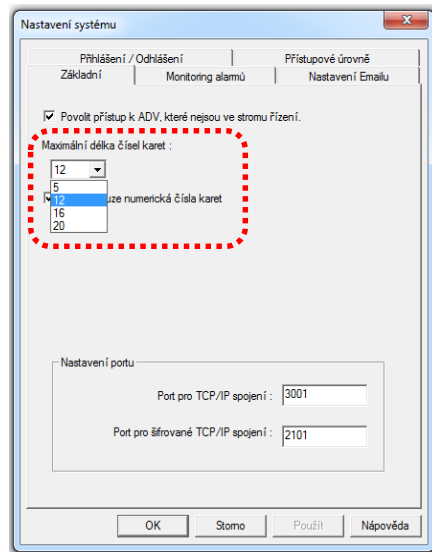 Nastavení systému
Přihlášení / Odhlášení
Přístupové úrovně
Základní
Monitoring alarmů
Nastavení Emailu
Povolit přístup k ADV, které nejsou ve stromu řízení.
Maximální délka čísel karet :
12
5
12
uze numerická čísla karet
16
20
Nastavení portu
Port pro TCP/IP spojení :
3001
Port pro šifrované TCP/IP spojení :
2101
OK
Storno
Použít
Nápověda